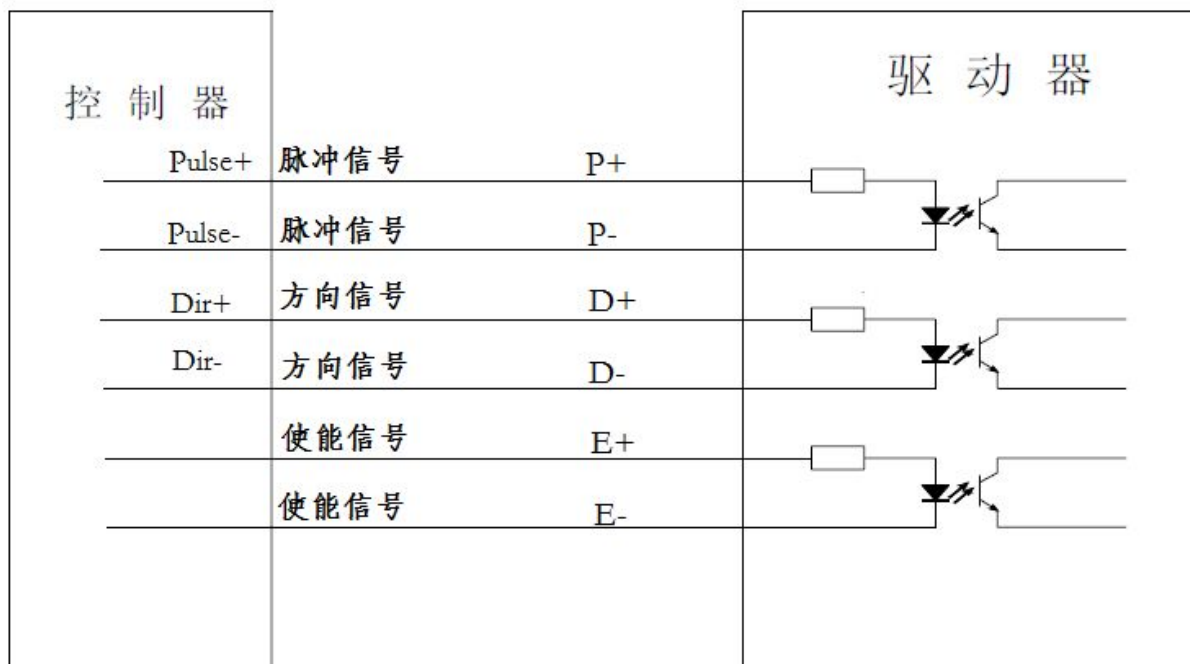 控制器
驱动器
Pulse+ 脉冲信号 P+
Pulse- 脉冲信号 P-
Dir+ 方向信号 D+
Dir- 方向信号 D-
使能信号 E+
使能信号 E-